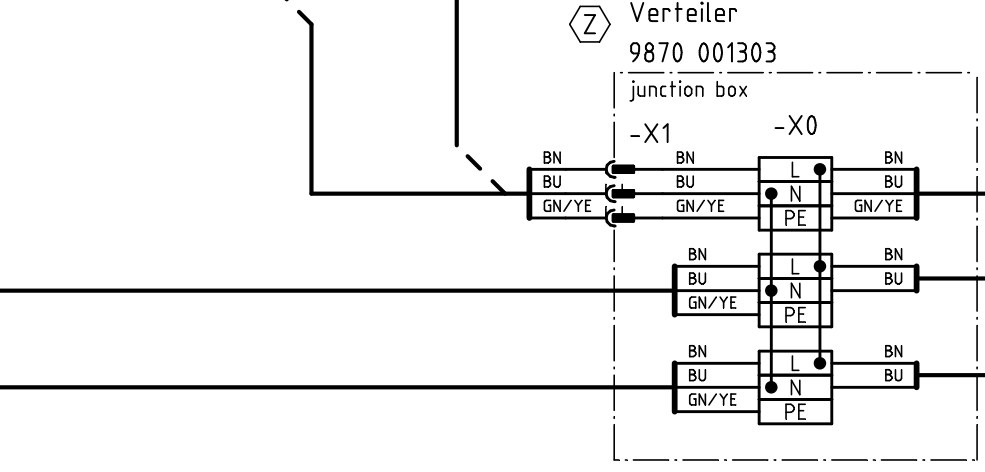 Z
Verteiler
9870 001303
junction box
-X1
-X0
BN BN L BN
BU BU N BU
GN/YE GN/YE PE GN/YE
BN L BN
BU N BU
GN/YE PE
BN L BN
BU N BU
GN/YE PE